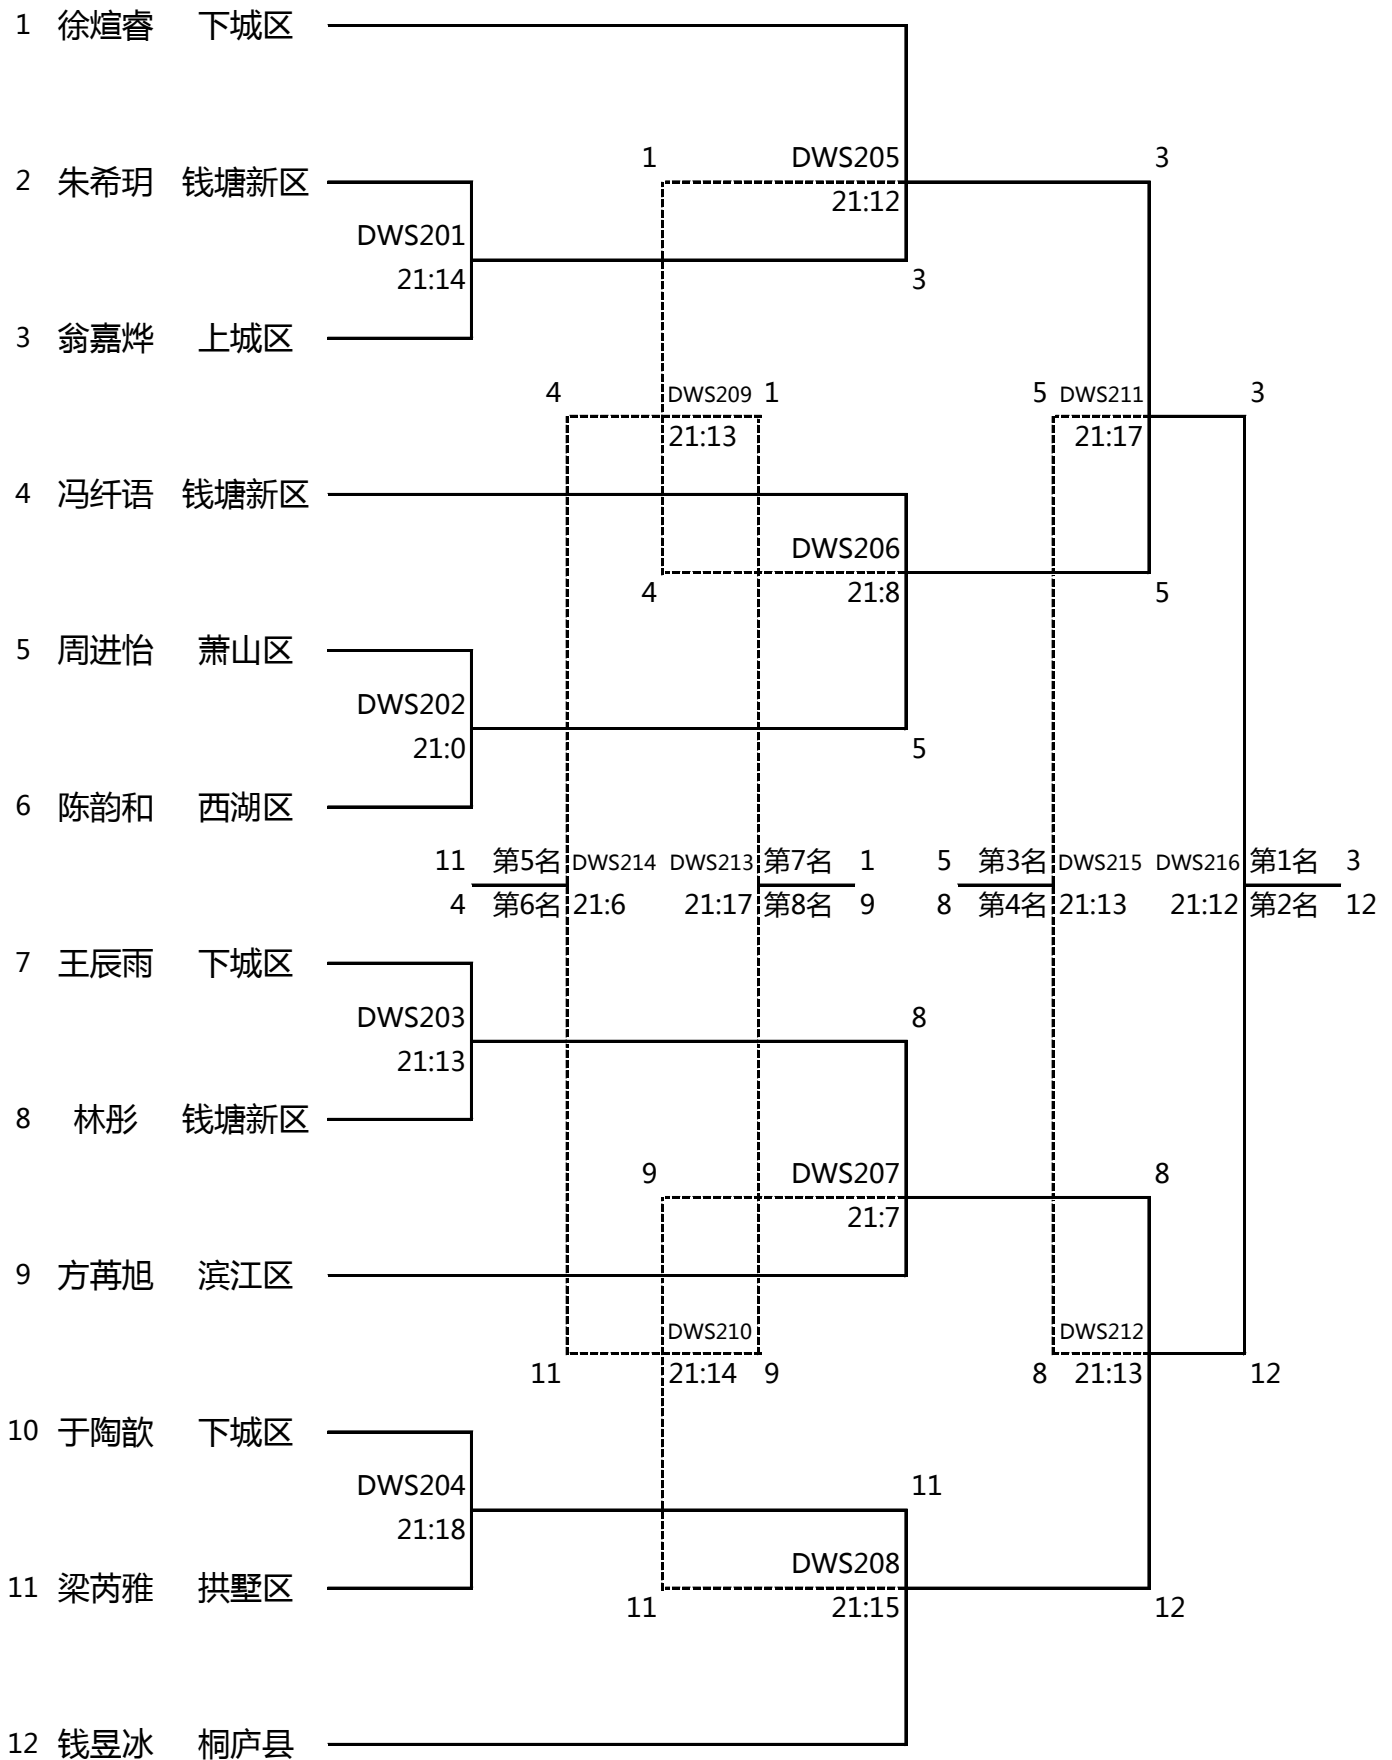 1 徐煊睿 下城区
1 DWS205 3
2 朱希玥 钱塘新区
21:12
DWS201
21:14 3
3 翁嘉烨 上城区
4 DWS209 1 5 DWS211 3
21:13 21:17
4 冯纤语 钱塘新区
DWS206
4 21:8 5
5 周进怡 萧山区
DWS202
21:0 5
6 陈韵和 西湖区
11 第5名 DWS214 DWS213 第7名 1 5 第3名 DWS215 DWS216 第1名 3
4 第6名 21:6 21:17 第8名 9 8 第4名 21:13 21:12 第2名 12
7 王辰雨 下城区
DWS203 8
21:13
8 林彤 钱塘新区
9 DWS207 8
21:7
9 方苒旭 滨江区
DWS210 DWS212
11 21:14 9 8 21:13 12
10 于陶歆 下城区
DWS204 11
21:18
DWS208
11 梁芮雅 拱墅区
11 21:15 12
12 钱昱冰 桐庐县